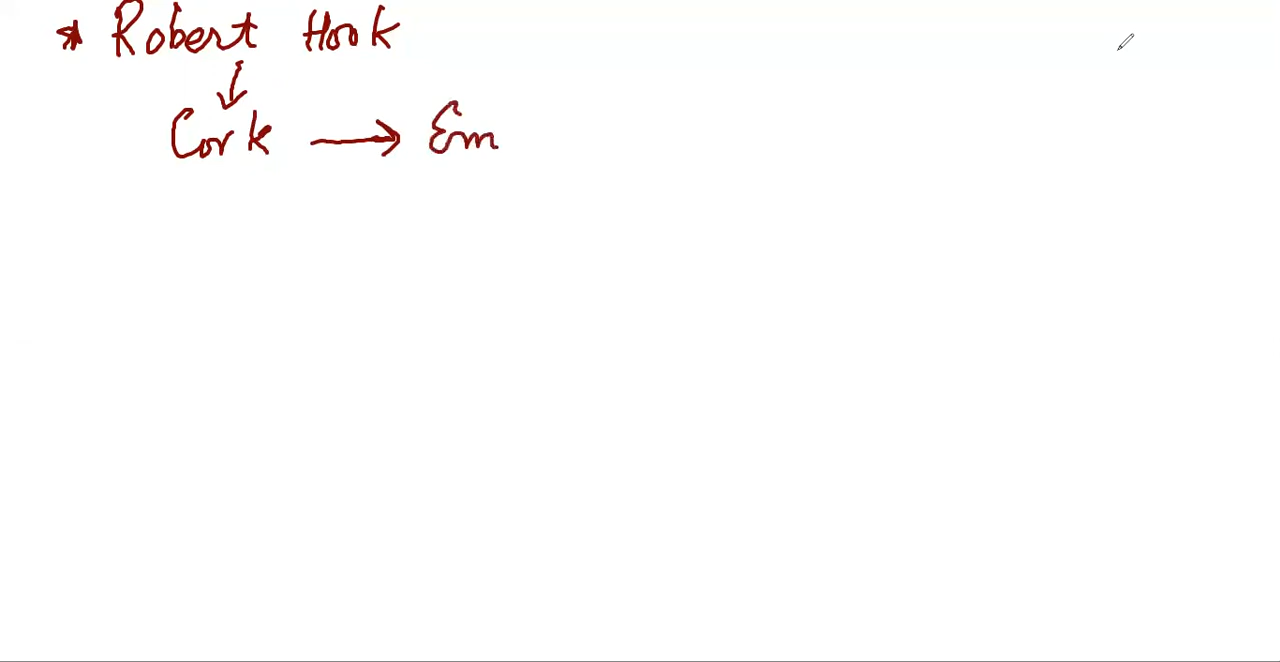 * Robert Hook
↓
Cork → Em